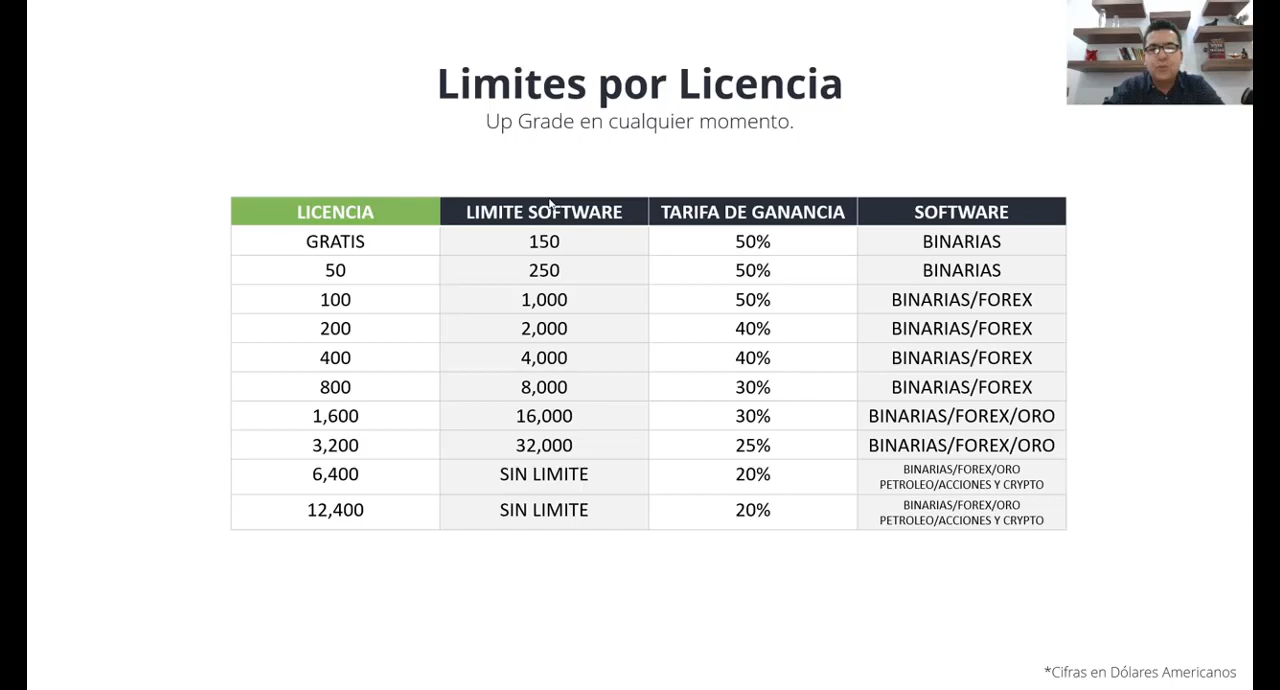 Limites por Licencia
Up Grade en cualquier momento.
LICENCIA LIMITE SOFTWARE TARIFA DE GANANCIA SOFTWARE
GRATIS 150 50% BINARIAS
50 250 50% BINARIAS
100 1,000 50% BINARIAS/FOREX
200 2,000 40% BINARIAS/FOREX
400 4,000 40% BINARIAS/FOREX
800 8,000 30% BINARIAS/FOREX
1,600 16,000 30% BINARIAS/FOREX/ORO
3,200 32,000 25% BINARIAS/FOREX/ORO
6,400 SIN LIMITE 20% BINARIAS/FOREX/ORO
PETROLEO/ACCIONES Y CRYPTO
12,400 SIN LIMITE 20% BINARIAS/FOREX/ORO
PETROLEO/ACCIONES Y CRYPTO
*Cifras en Dólares Americanos